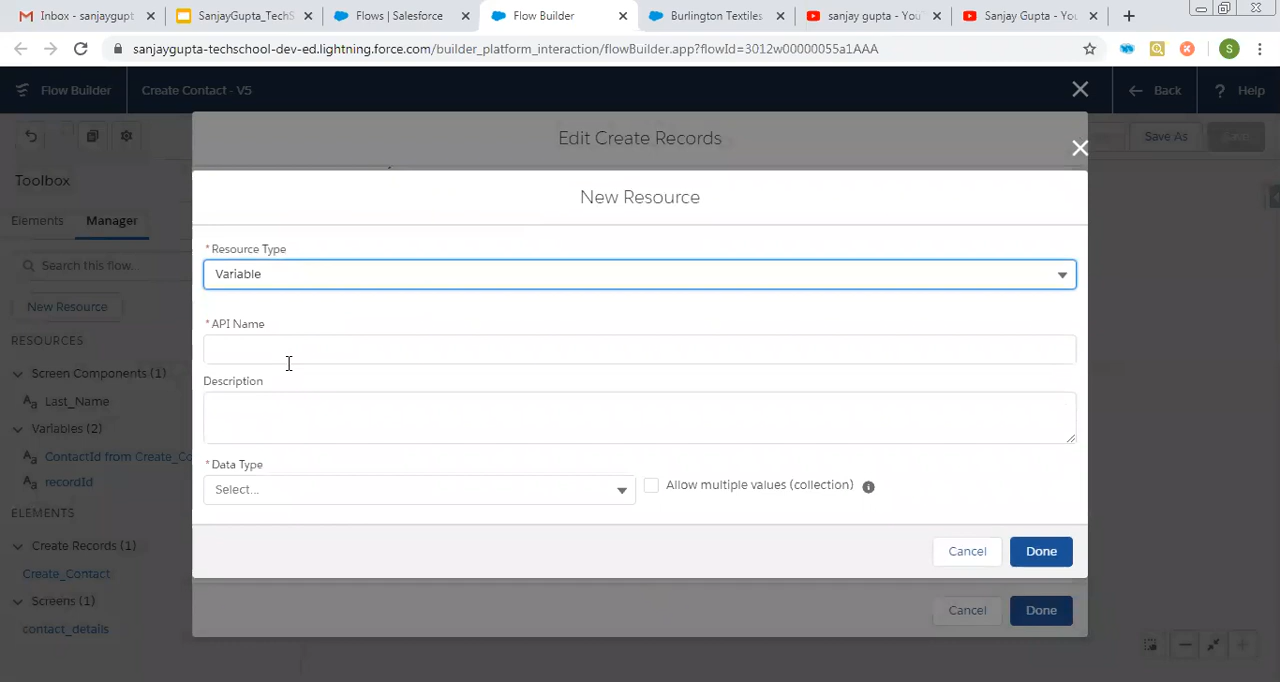 Inbox - sanjaygupt
SanjayGupta_TechS
Flows | Salesforce
Flow Builder
Burlington Textiles
sanjay gupta - You
Sanjay Gupta - You
sanjaygupta-techschool-dev-ed.lightning.force.com/builder_platform_interaction/flowBuilder.app?flowId=3012w00000055a1AAA
S
Flow Builder
Create Contact - V5
Back
? Help
Edit Create Records
Save As
Toolbox
New Resource
Elements
Manager
* Resource Type
Search this flow...
Variable
New Resource
* API Name
RESOURCES
Screen Components (1)
Description
Aa Last_Name
Variables (2)
Aa ContactId from Create_Co
* Data Type
Aa recordId
Select...
Allow multiple values (collection)
ELEMENTS
Create Records (1)
Cancel
Done
Create_Contact
Screens (1)
Cancel
Done
contact_details